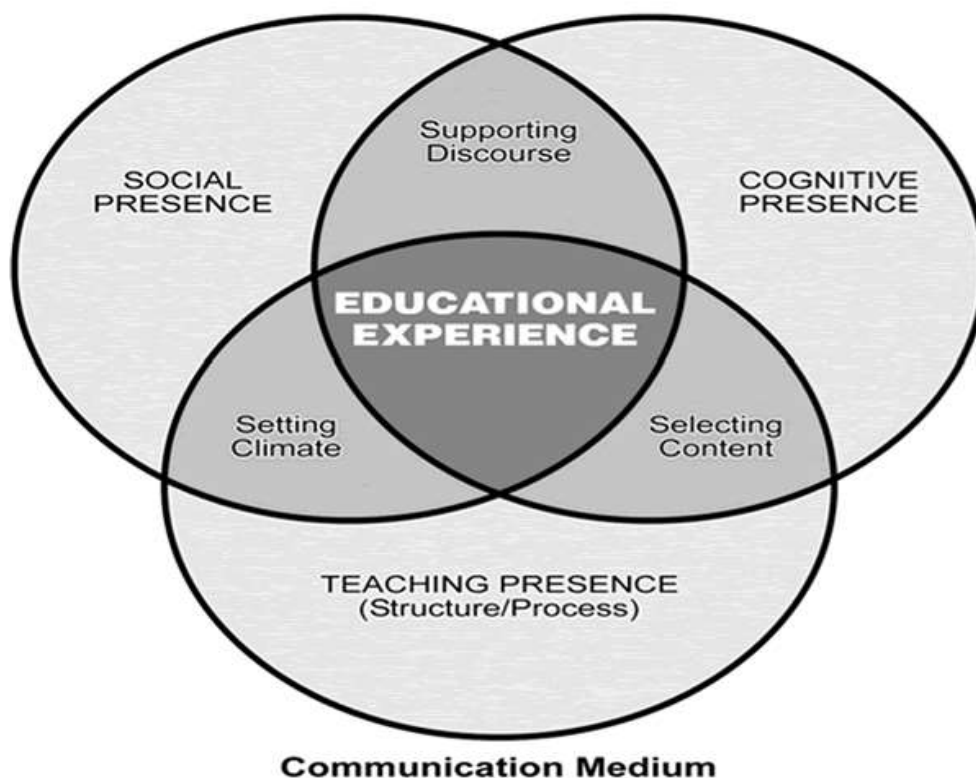 Supporting
Discourse
SOCIAL
PRESENCE
COGNITIVE
PRESENCE
EDUCATIONAL
EXPERIENCE
Setting
Climate
Selecting
Content
TEACHING PRESENCE
(Structure/Process)
Communication Medium